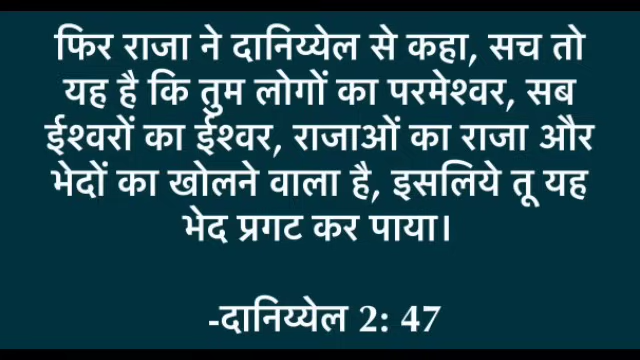 फिर राजा ने दानिय्येल से कहा, सच तो
यह है कि तुम लोगों का परमेश्वर, सब
ईश्वरों का ईश्वर, राजाओं का राजा और
भेदों का खोलने वाला है, इसलिये तू यह
भेद प्रगट कर पाया।
-दानिय्येल 2: 47